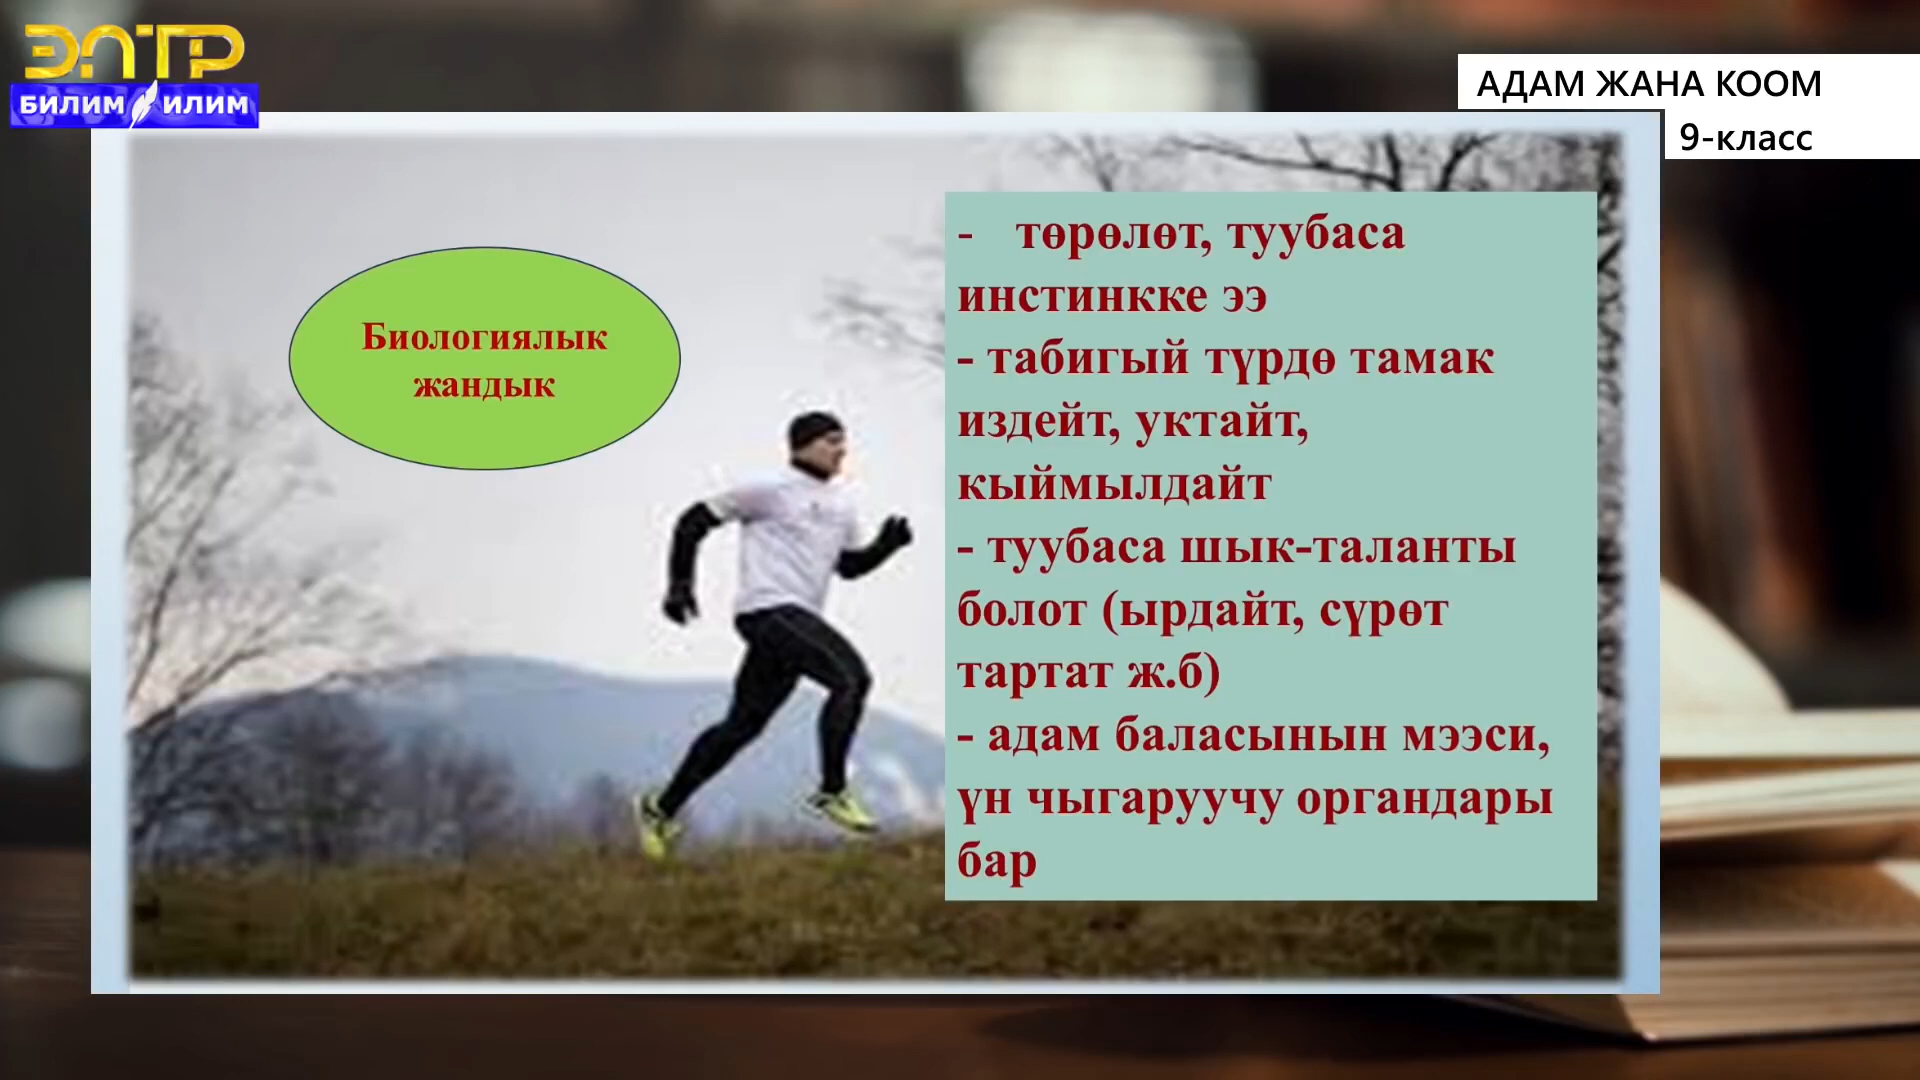 ЭЛТР
БИЛИМ ИЛИМ
АДАМ ЖАНА КООМ
9-класс
Биологиялык
жандык
- төрөлөт, туубаса
инстинкке ээ
- табигый түрдө тамак
издейт, уктайт,
кыймылдайт
- туубаса шык-таланты
болот (ырдайт, сүрөт
тартат ж.б)
- адам баласынын мээси,
үн чыгаруучу органдары
бар